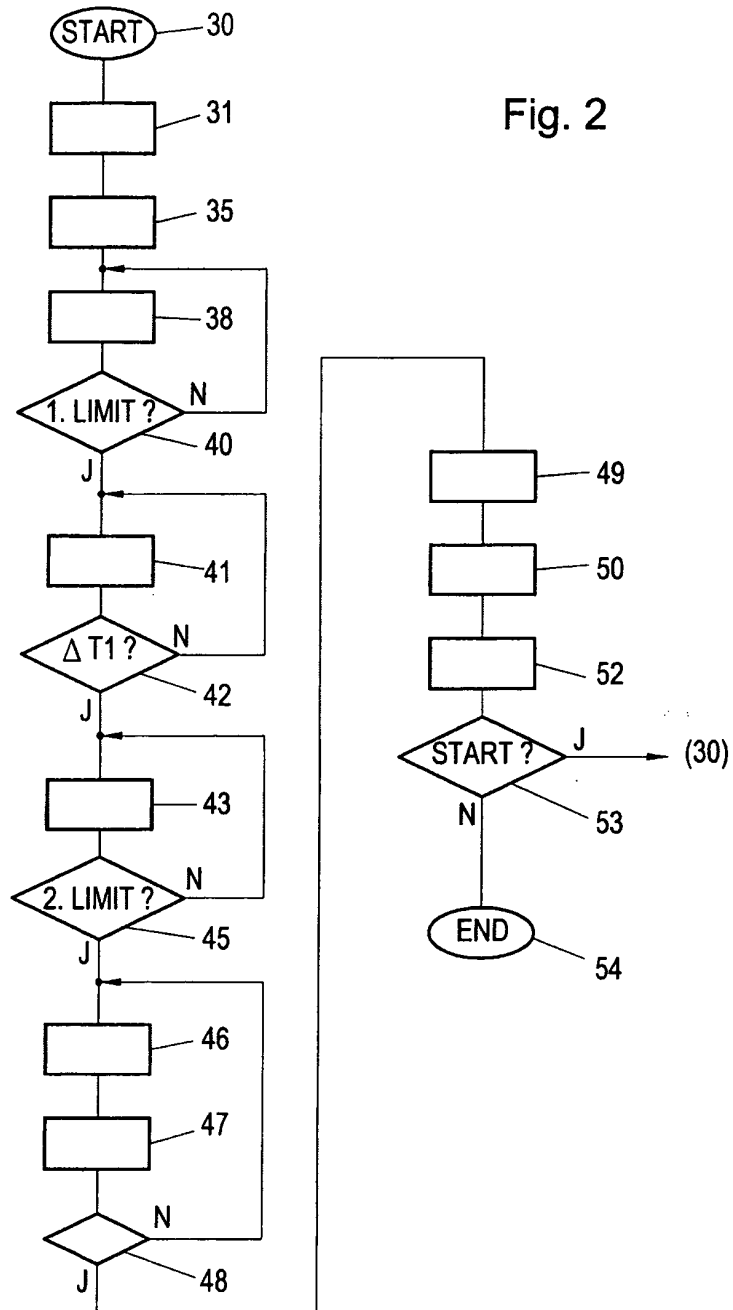 START
30
31
Fig. 2
35
38
1. LIMIT ?
N
40
J
41
Δ T1 ?
N
42
J
43
2. LIMIT ?
N
45
J
46
47
N
48
J
49
50
52
START ?
J
(30)
53
N
END
54